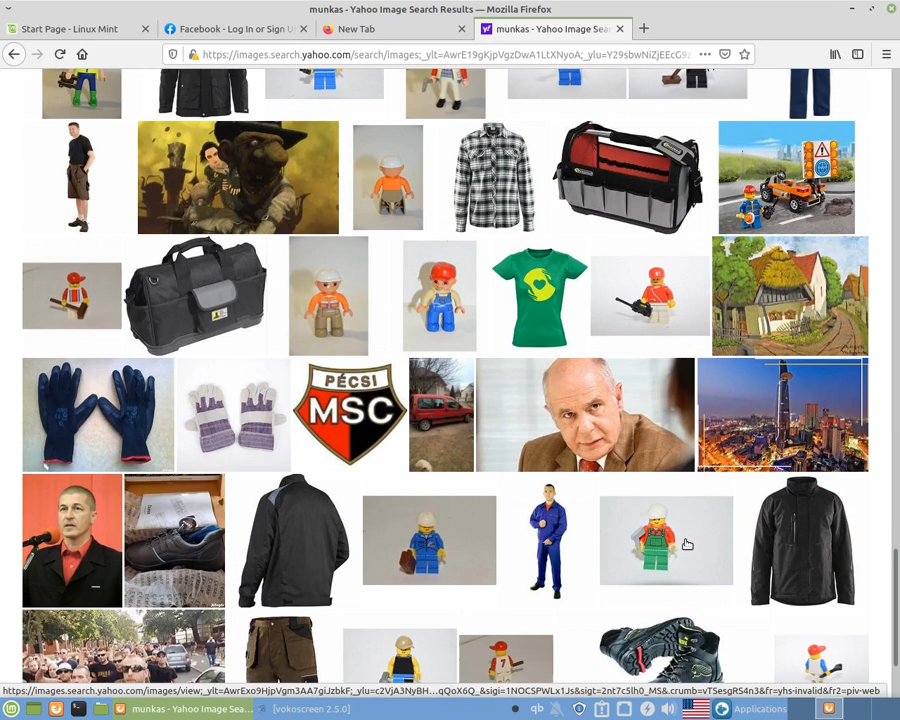 munkas - Yahoo Image Search Results — Mozilla Firefox
Start Page - Linux Mint
Facebook - Log In or Sign U
New Tab
munkas - Yahoo Image Sear
https://images.search.yahoo.com/search/images;_ylt=AwrE19gKjpVgzDwA1LtXNyoA;_ylu=Y29sbwNiZjEEcG9z
PÉCSI
MSC
https://images.search.yahoo.com/images/view;_ylt=AwrExo9HjpVgm3AA7giJzbkF;_ylu=c2VjA3NyBH...qQoX6Q_&sigi=1NOCSPWLx1Js&sigt=2nt7c5lh0_MS&.crumb=vTSesgRS4n3&fr=yhs-invalid&fr2=piv-web
munkas - Yahoo Image Sea...
[vokoscreen 2.5.0]
Applications